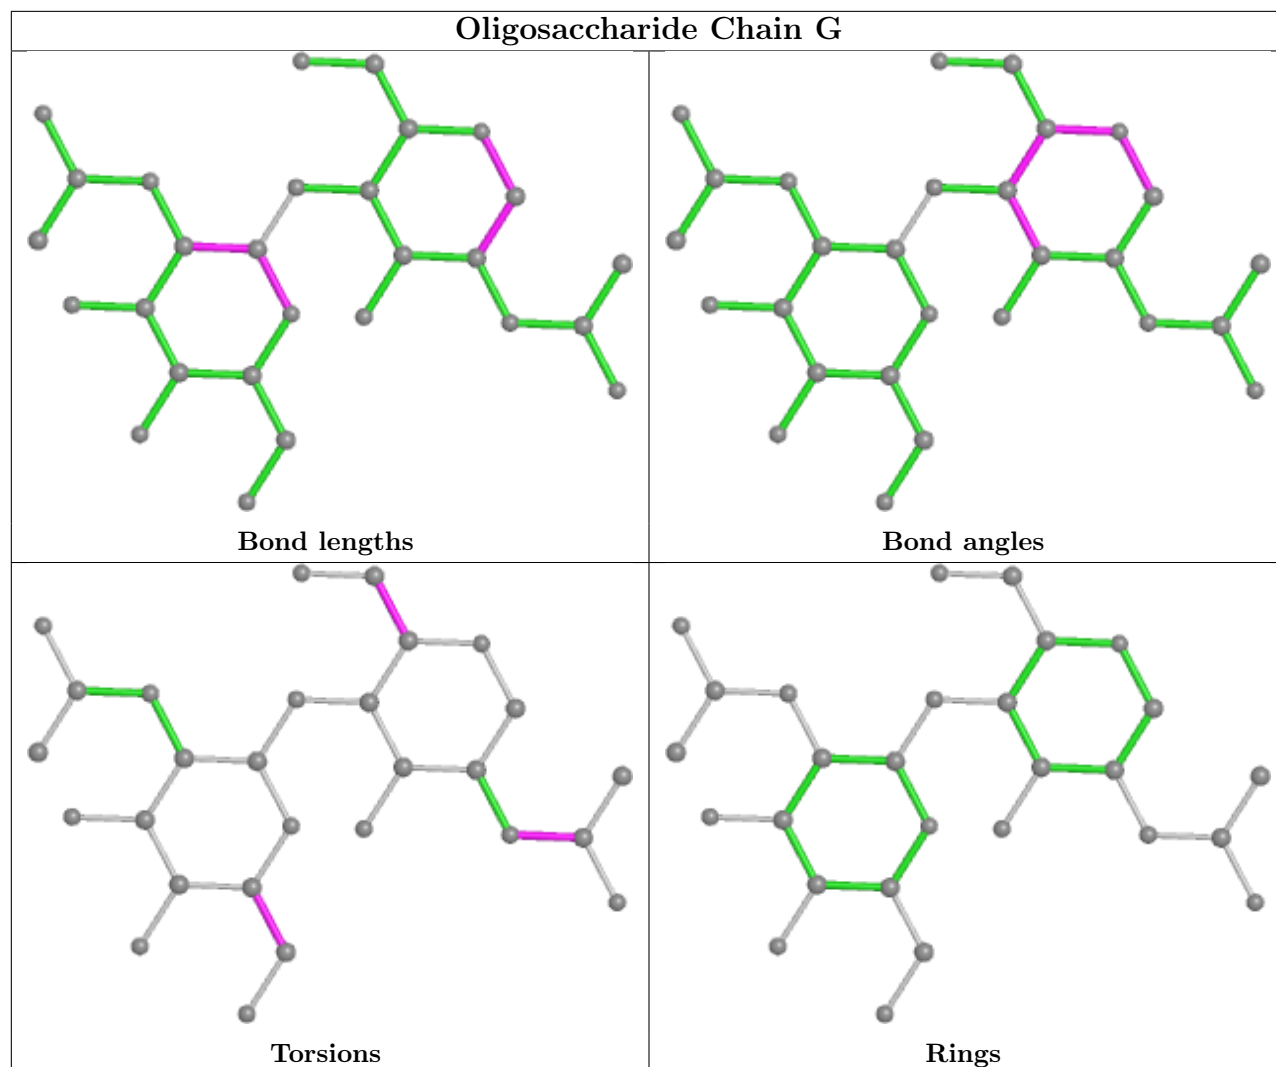 Oligosaccharide Chain G
Bond lengths
Bond angles
Torsions
Rings